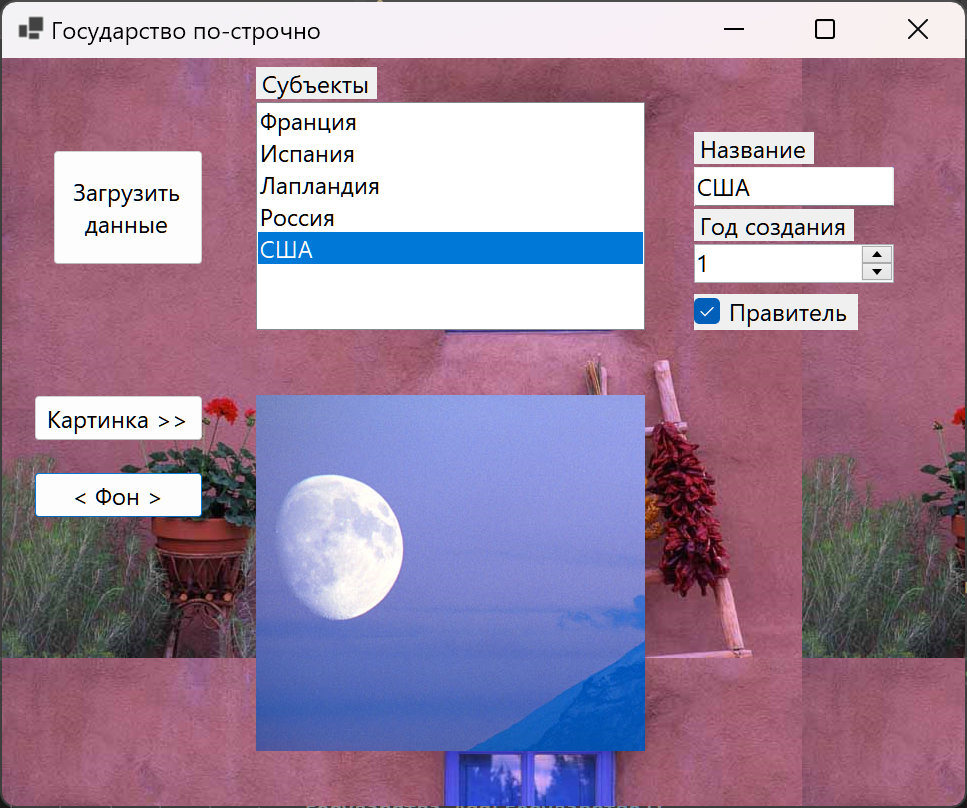 Государство по-строчно
Субъекты
Франция
Испания
Лапландия
Россия
США
Загрузить
данные
Название
США
Год создания
1
Правитель
Картинка >>
< Фон >